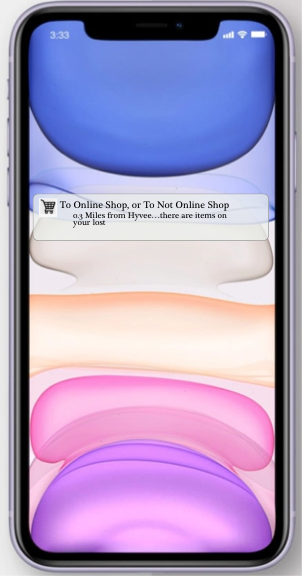 3:33
To Online Shop, or To Not Online Shop
0.3 Miles from Hyvee...there are items on
your lost